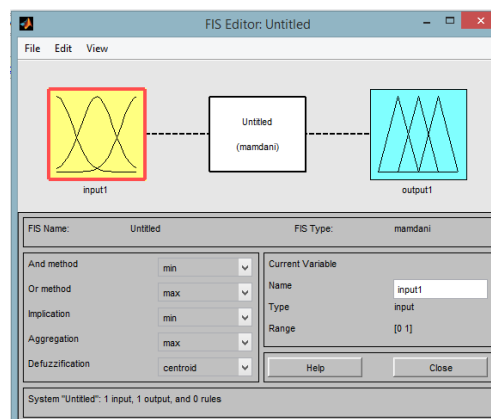 FIS Editor: Untitled
File Edit View
Untitled
(mamdani)
input1 output1
FIS Name: Untitled FIS Type: mamdani
And method min
Or method max
Implication min
Aggregation max
Defuzzification centroid
Current Variable
Name input1
Type input
Range [0 1]
Help Close
System "Untitled": 1 input, 1 output, and 0 rules